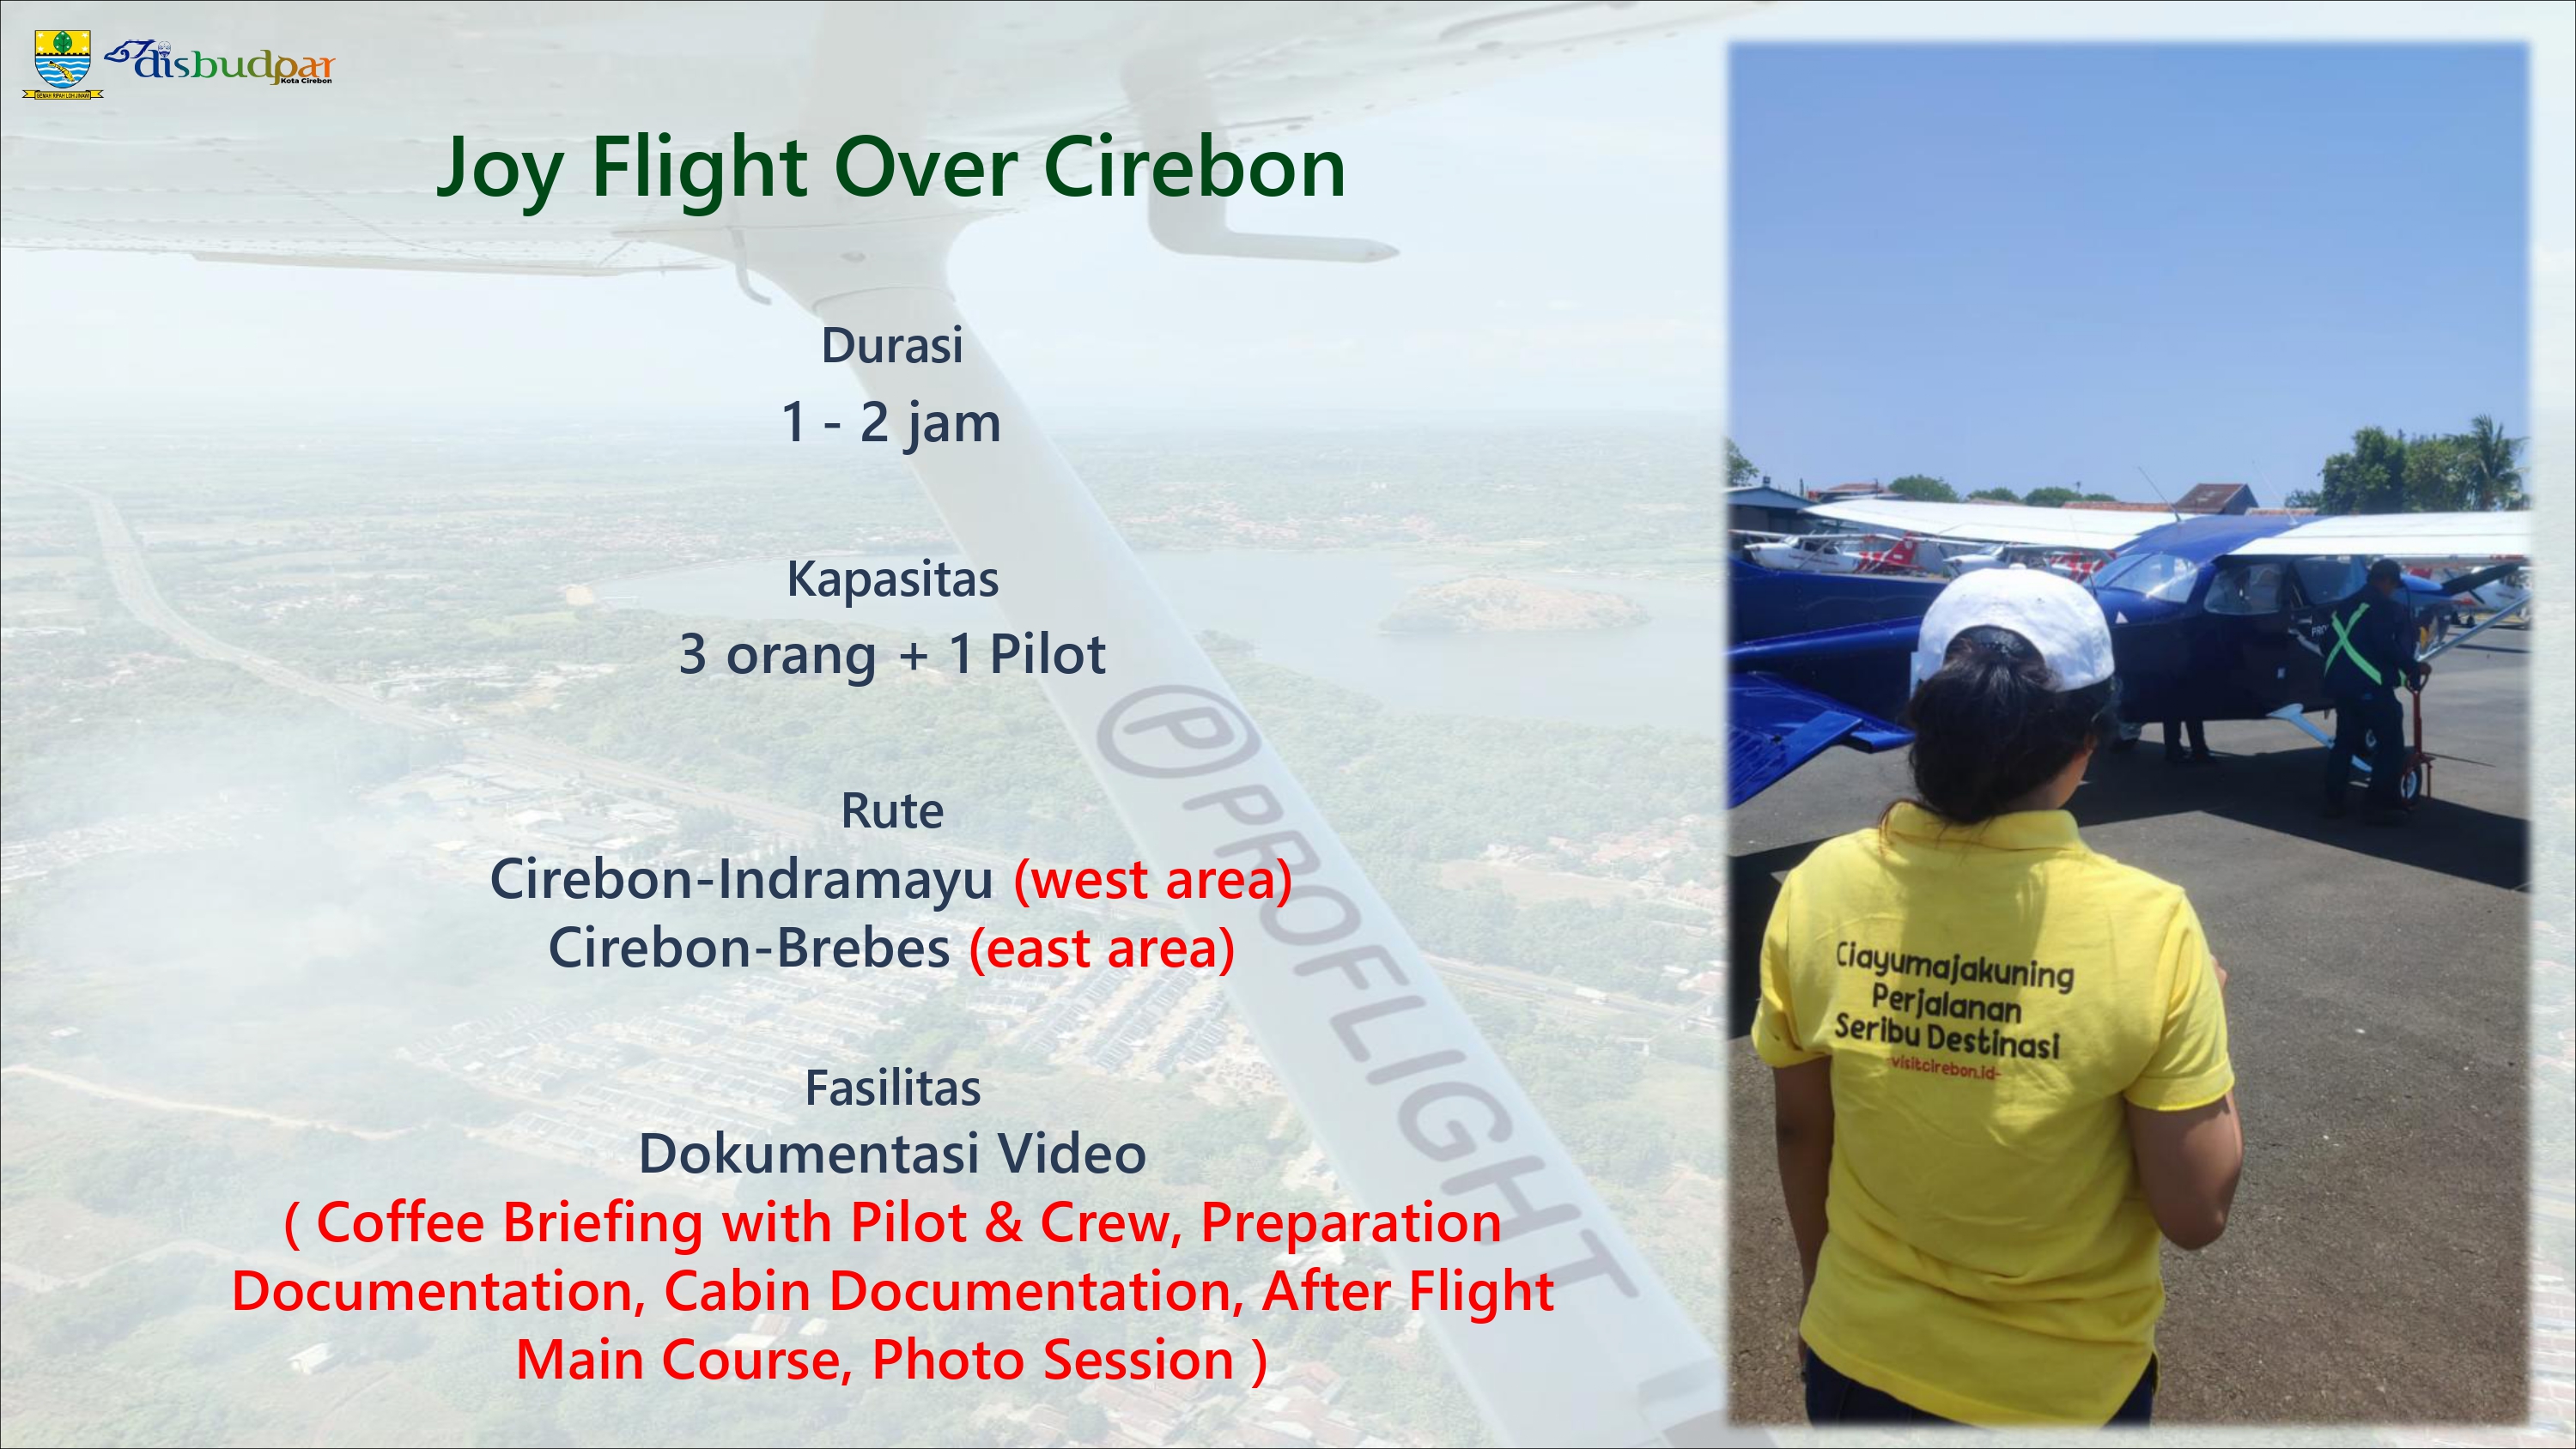 disbudpar
Kota Cirebon
Joy Flight Over Cirebon
Durasi
1 - 2 jam
Kapasitas
3 orang + 1 Pilot
Rute
Cirebon-Indramayu (west area)
Cirebon-Brebes (east area)
Fasilitas
Dokumentasi Video
( Coffee Briefing with Pilot & Crew, Preparation
Documentation, Cabin Documentation, After Flight
Main Course, Photo Session )
P PROFLIGHT
Ciayumajakuning
Perjalanan
Seribu Destinasi
-visitcirebon.id-